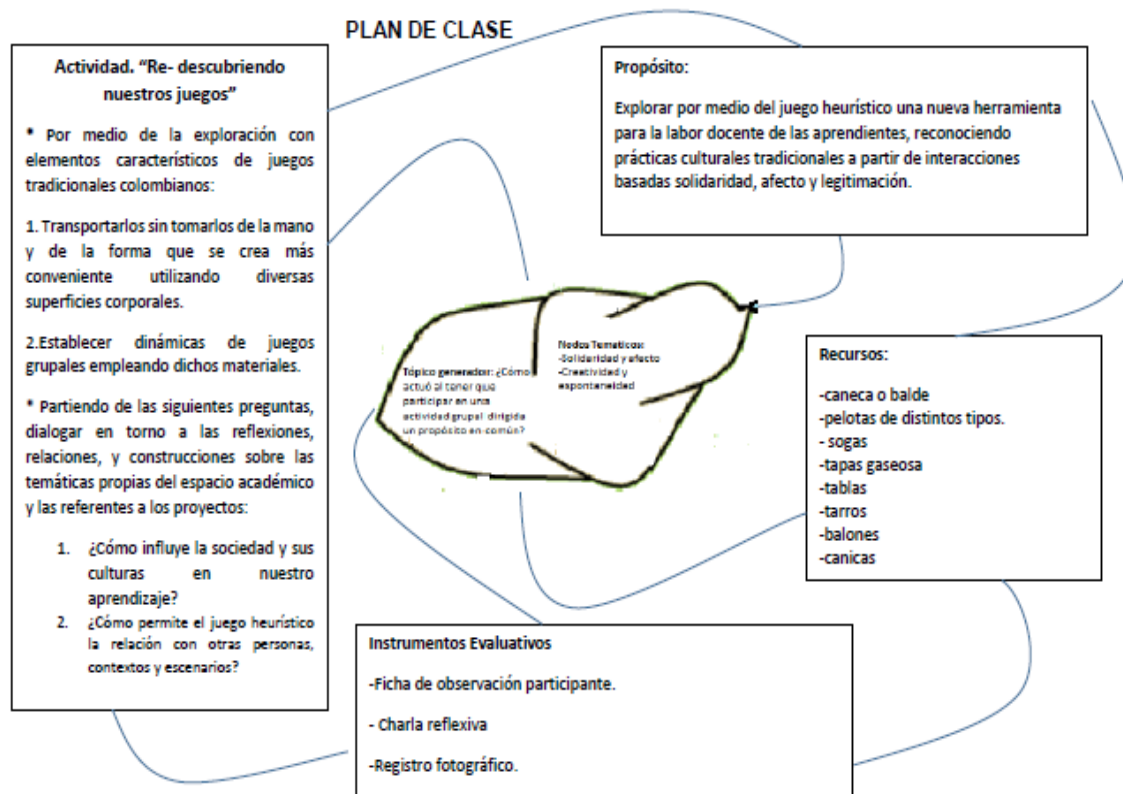 PLAN DE CLASE
Actividad. “Re- descubriendo
nuestros juegos”
* Por medio de la exploración con
elementos característicos de juegos
tradicionales colombianos:
1. Transportarlos sin tomarlos de la mano
y de la forma que se crea más
conveniente utilizando diversas
superficies corporales.
2.Establecer dinámicas de juegos
grupales empleando dichos materiales.
* Partiendo de las siguientes preguntas,
dialogar en torno a las reflexiones,
relaciones, y construcciones sobre las
temáticas propias del espacio académico
y las referentes a los proyectos:
1. ¿Cómo influye la sociedad y sus
culturas en nuestro
aprendizaje?
2. ¿Cómo permite el juego heurístico
la relación con otras personas,
contextos y escenarios?
Propósito:
Explorar por medio del juego heurístico una nueva herramienta
para la labor docente de las aprendientes, reconociendo
prácticas culturales tradicionales a partir de interacciones
basadas solidaridad, afecto y legitimación.
Tópico generador: ¿Cómo
actuó al tener que
participar en una
actividad grupal dirigida
un propósito en común?
Nodos Tematicos:
-Solidaridad y afecto
-Creatividad y
espontaneidad
Recursos:
-caneca o balde
-pelotas de distintos tipos.
- sogas
-tapas gaseosa
-tablas
-tarros
-balones
-canicas
Instrumentos Evaluativos
-Ficha de observación participante.
- Charla reflexiva
-Registro fotográfico.